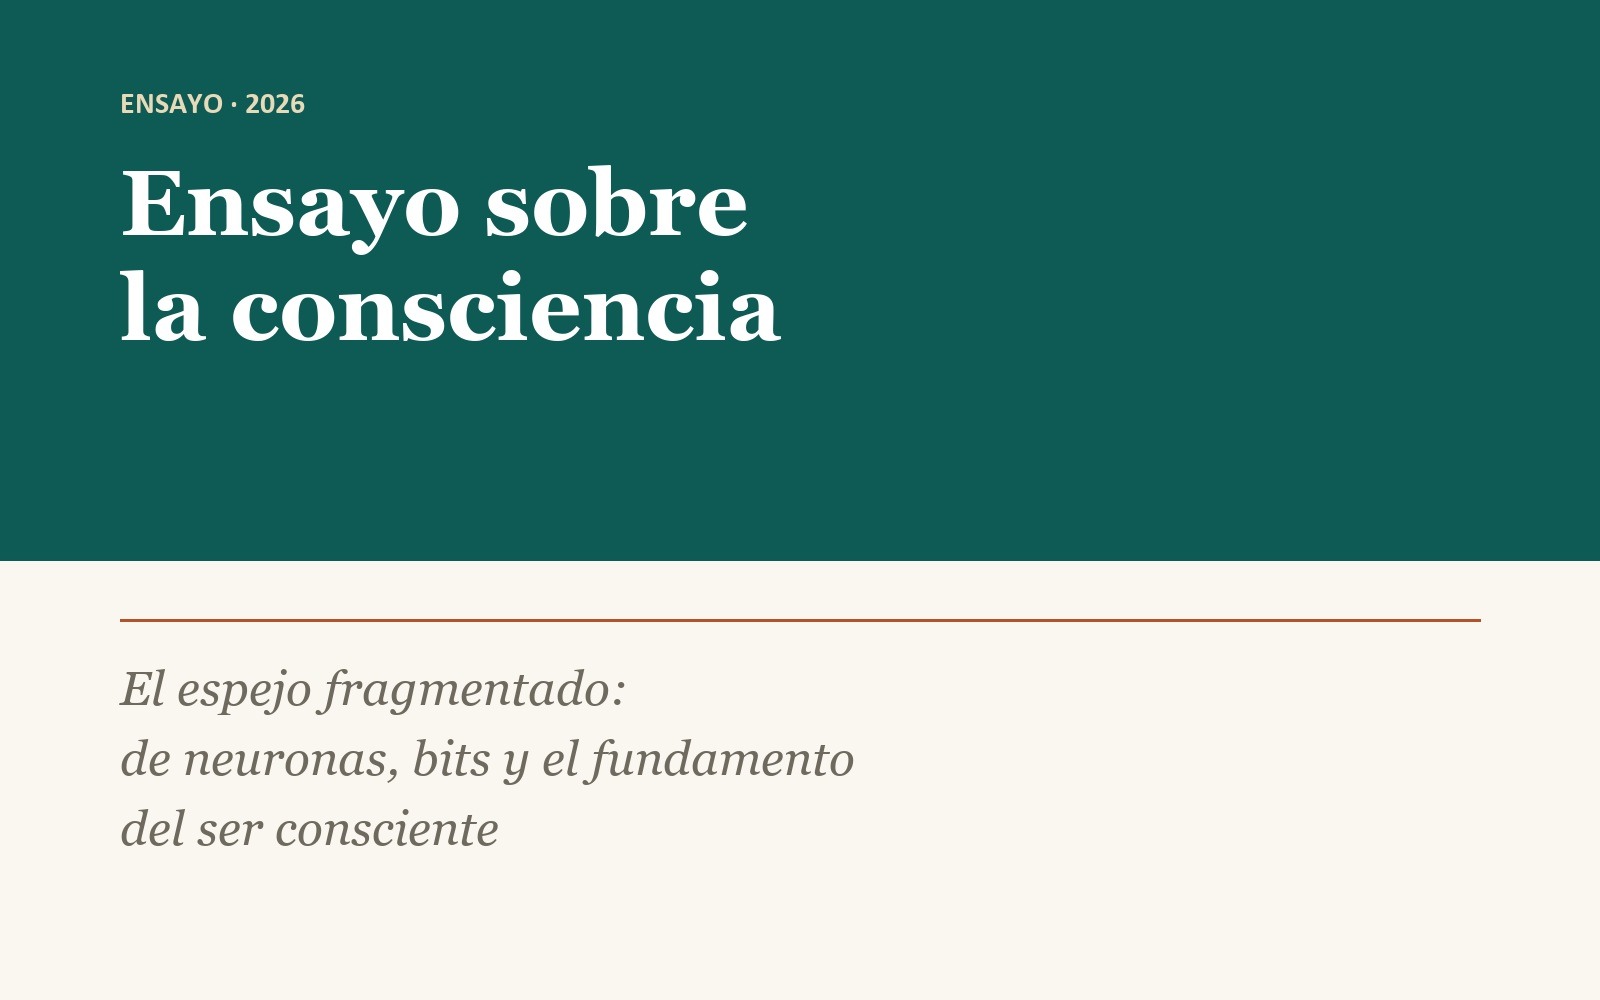 ENSAYO · 2026
Ensayo sobre
la consciencia
El espejo fragmentado:
de neuronas, bits y el fundamento
del ser consciente